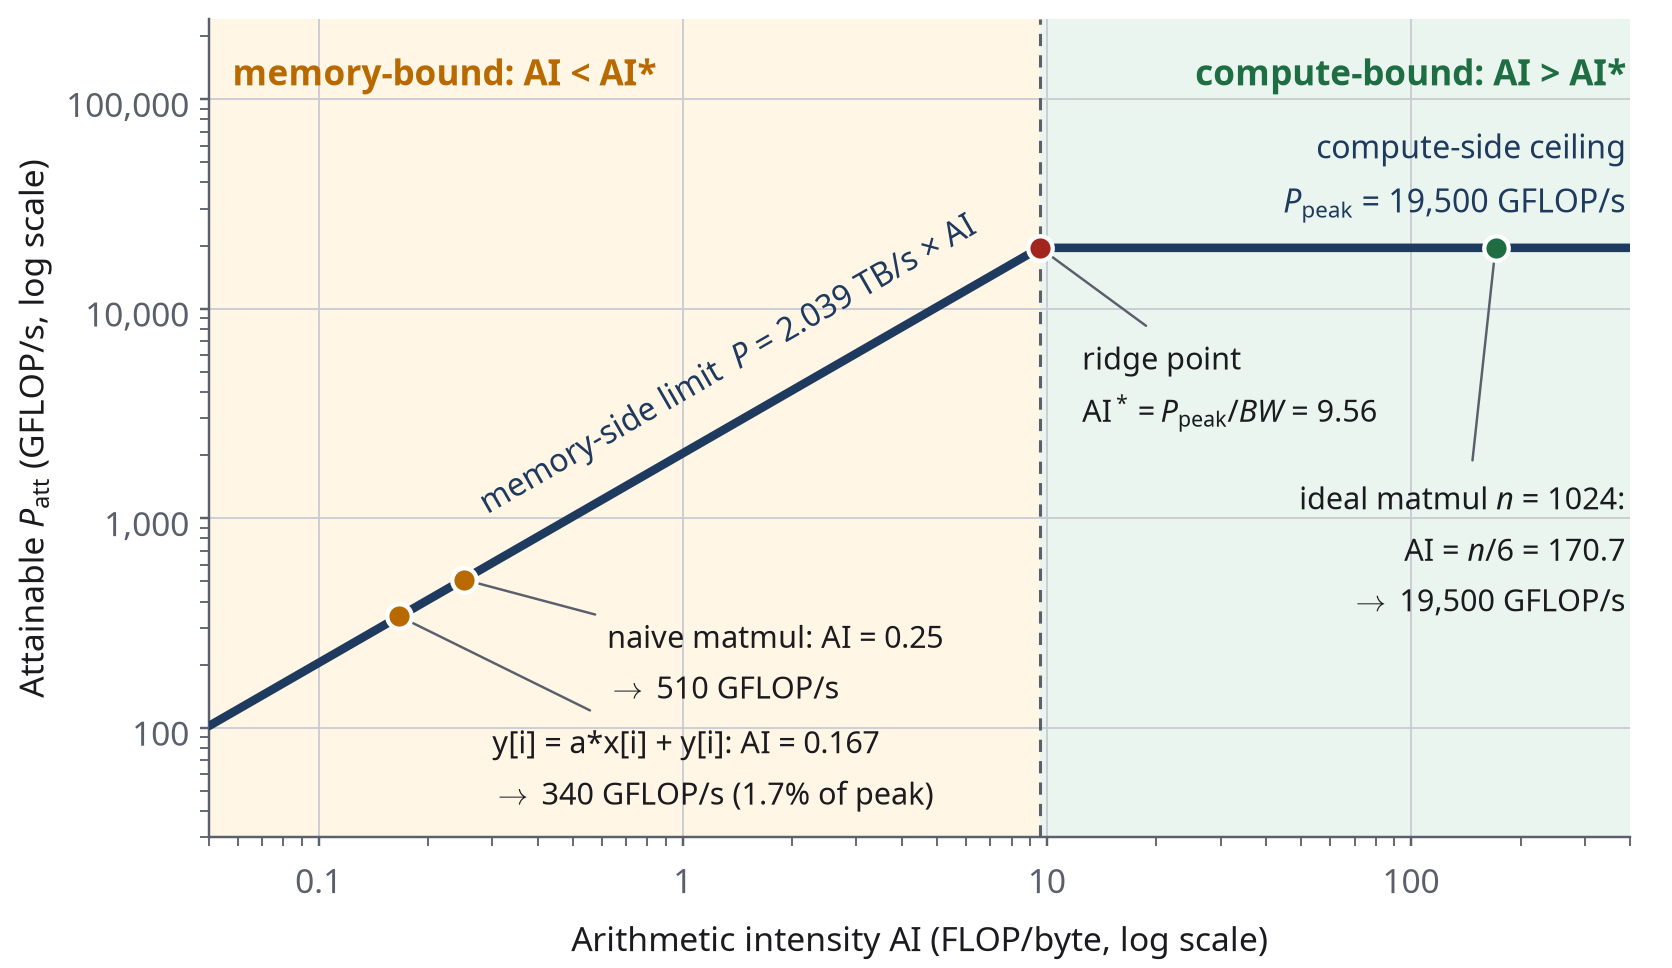 memory-bound: AI < AI*
compute-bound: AI > AI*
compute-side ceiling
P_peak = 19,500 GFLOP/s
memory-side limit P = 2.039 TB/s × AI
ridge point
AI* = P_peak/BW = 9.56
ideal matmul n = 1024:
AI = n/6 = 170.7
→ 19,500 GFLOP/s
naive matmul: AI = 0.25
→ 510 GFLOP/s
y[i] = a*x[i] + y[i]: AI = 0.167
→ 340 GFLOP/s (1.7% of peak)
Attainable P_att (GFLOP/s, log scale)
100,000
10,000
1,000
100
0.1
1
10
100
Arithmetic intensity AI (FLOP/byte, log scale)